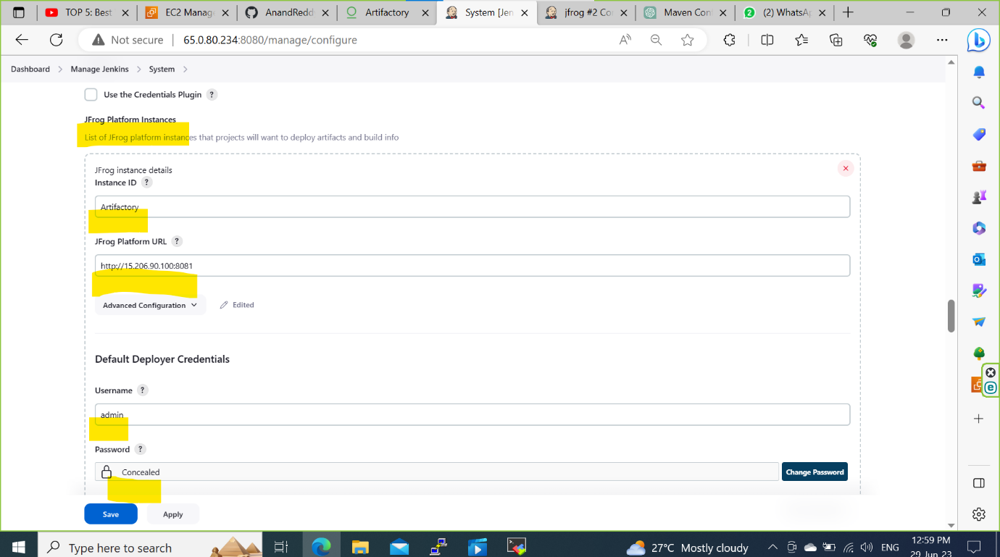 TOP 5: Best
EC2 Manag
AnandRedd
Artifactory
System [Jen
jfrog #2 Co
Maven Con
(2) WhatsAp
Not secure
65.0.80.234:8080/manage/configure
Dashboard
Manage Jenkins
System
Use the Credentials Plugin ?
JFrog Platform Instances
List of JFrog platform instances that projects will want to deploy artifacts and build info
JFrog instance details
Instance ID ?
Artifactory
JFrog Platform URL ?
http://15.206.90.100:8081
Advanced Configuration
Edited
Default Deployer Credentials
Username ?
admin
Password ?
Concealed
Change Password
Save
Apply
Type here to search
27°C Mostly cloudy
ENG
12:59 PM
29 Jun 23